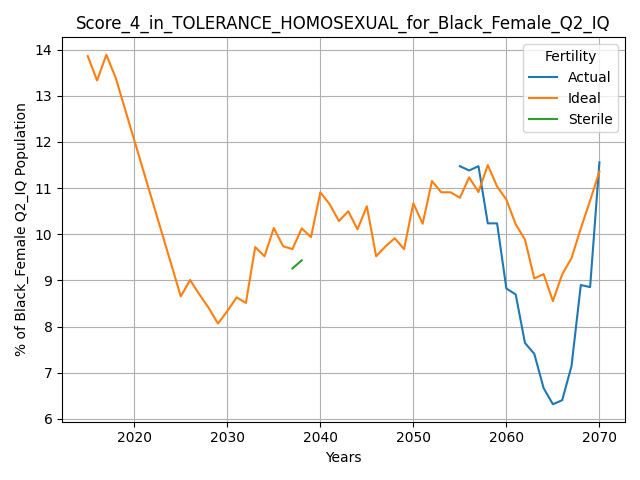 Score_4_in_TOLERANCE_HOMOSEXUAL_for_Black_Female_Q2_IQ
Fertility
Actual
Ideal
Sterile
% of Black_Female Q2_IQ Population
14
13
12
11
10
9
8
7
6
2020 2030 2040 2050 2060 2070
Years